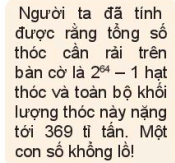 Người ta đã tính
được rằng tổng số
thóc cần rải trên
bàn cờ là 2⁶⁴ – 1 hạt
thóc và toàn bộ khối
lượng thóc này nặng
tới 369 tỉ tấn. Một
con số khổng lồ!